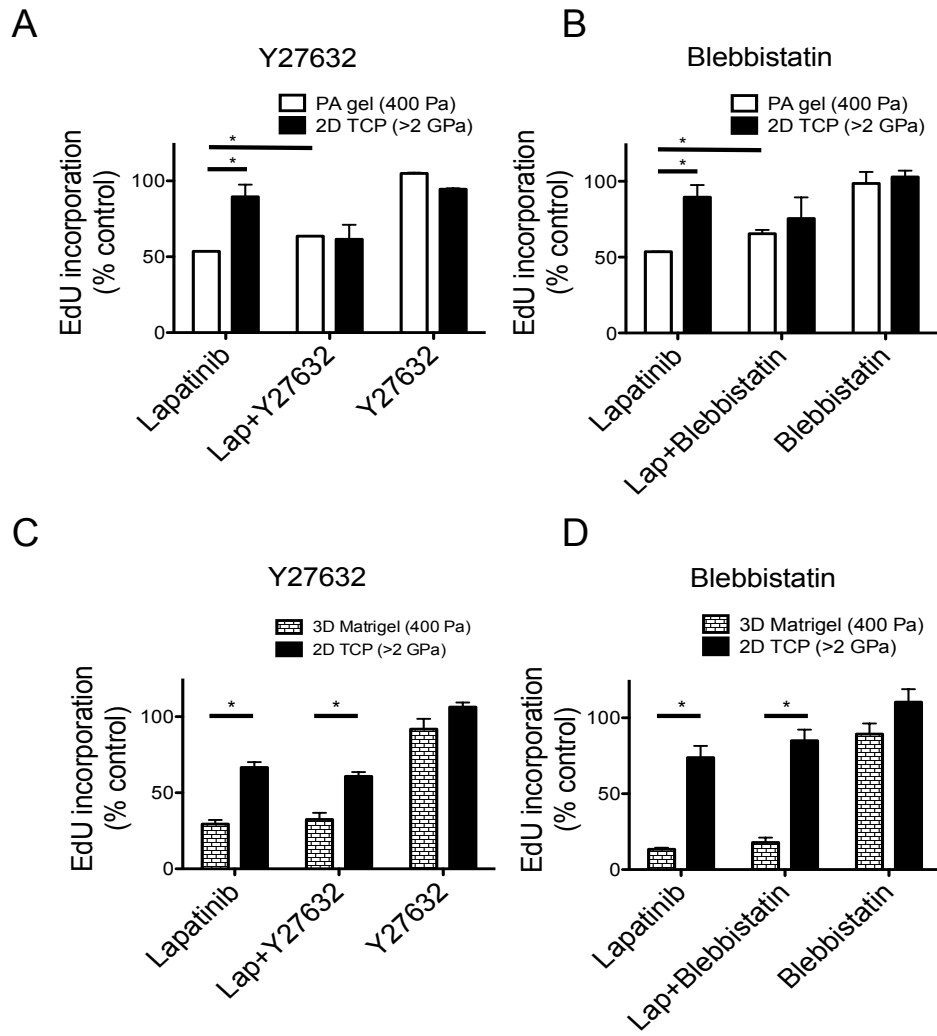 A
Y27632
PA gel (400 Pa)
2D TCP (>2 GPa)
*
*
EdU incorporation
(% control)
100
50
0
Lapatinib
Lap+Y27632
Y27632
B
Blebbistatin
PA gel (400 Pa)
2D TCP (>2 GPa)
*
*
EdU incorporation
(% control)
100
50
0
Lapatinib
Lap+Blebbistatin
Blebbistatin
C
Y27632
3D Matrigel (400 Pa)
2D TCP (>2 GPa)
*
*
EdU incorporation
(% control)
100
50
0
Lapatinib
Lap+Y27632
Y27632
D
Blebbistatin
3D Matrigel (400 Pa)
2D TCP (>2 GPa)
*
*
EdU incorporation
(% control)
100
50
0
Lapatinib
Lap+Blebbistatin
Blebbistatin